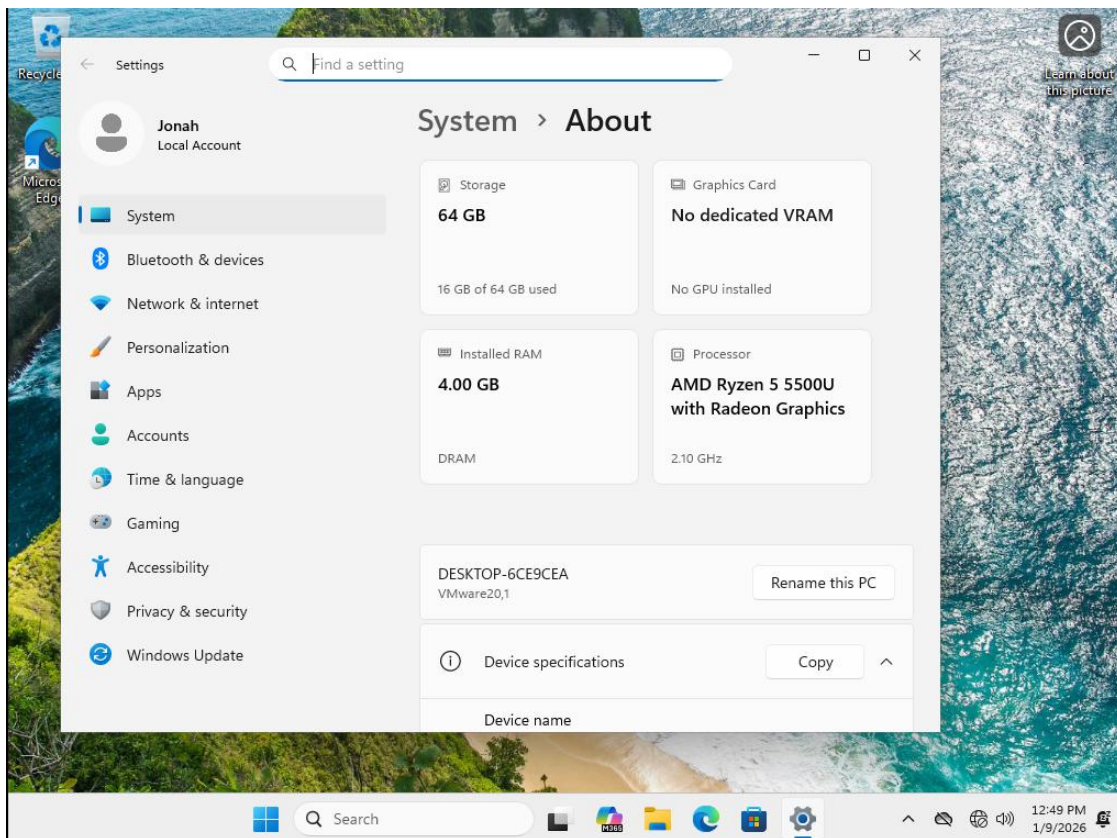 Recycle
Learn about
this picture
Micros
Edge
Settings
Find a setting
Jonah
Local Account
System
Bluetooth & devices
Network & internet
Personalization
Apps
Accounts
Time & language
Gaming
Accessibility
Privacy & security
Windows Update
System > About
Storage
64 GB
16 GB of 64 GB used
Graphics Card
No dedicated VRAM
No GPU installed
Installed RAM
4.00 GB
DRAM
Processor
AMD Ryzen 5 5500U
with Radeon Graphics
2.10 GHz
DESKTOP-6CE9CEA
VMware20,1
Rename this PC
Device specifications
Copy
Device name
Search
M365
12:49 PM
1/9/2026